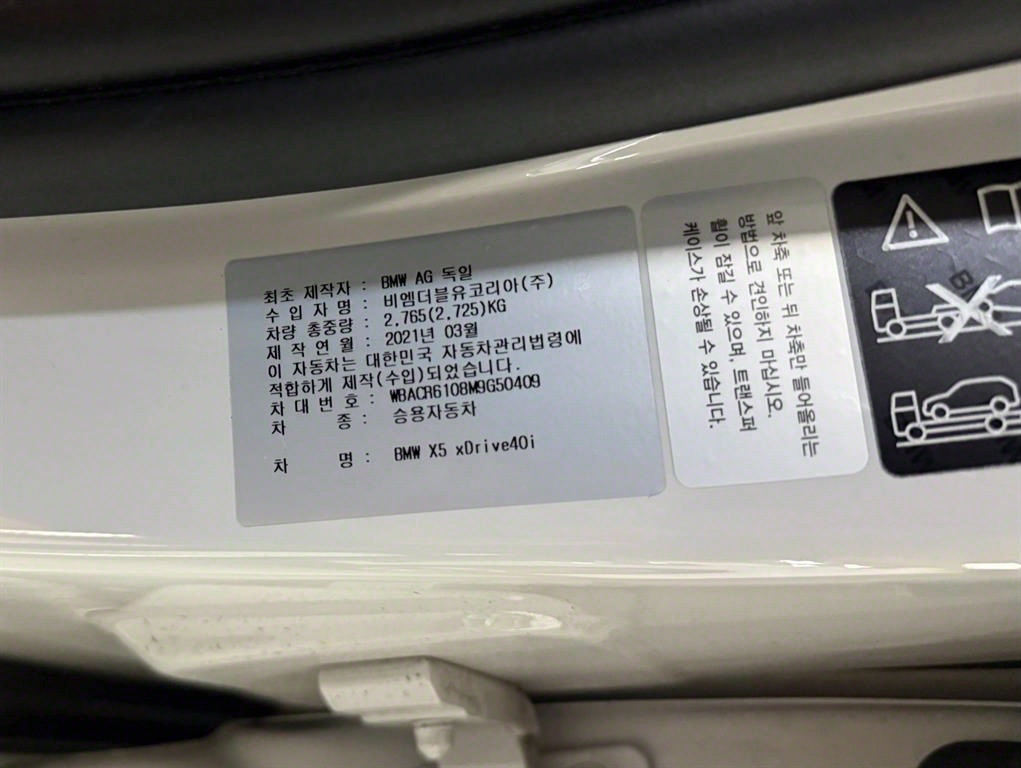 최초 제작자 : BMW AG 독일
수 입 자 명 : 비엠더블유코리아(주)
차량 총중량 : 2,765(2,725)KG
제 작 연 월 : 2021년 03월
이 자동차는 대한민국 자동차관리법령에
적합하게 제작(수입)되었습니다.
차 대 번 호 : WBACR6108M9G50409
차 종 : 승용자동차
차 명 : BMW X5 xDrive40i
앞 차축 또는 뒤 차축만 들어올리는
방법으로 견인하지 마십시오.
휠이 잠길 수 있으며, 트랜스퍼
케이스가 손상될 수 있습니다.